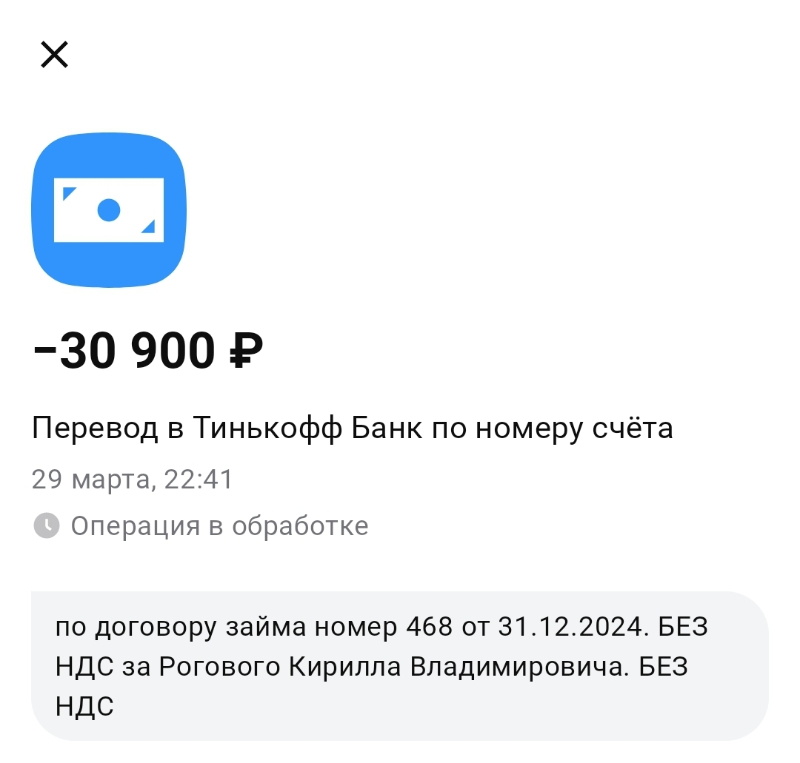 −30 900 ₽
Перевод в Тинькофф Банк по номеру счёта
29 марта, 22:41
Операция в обработке
по договору займа номер 468 от 31.12.2024. БЕЗ
НДС за Рогового Кирилла Владимировича. БЕЗ
НДС